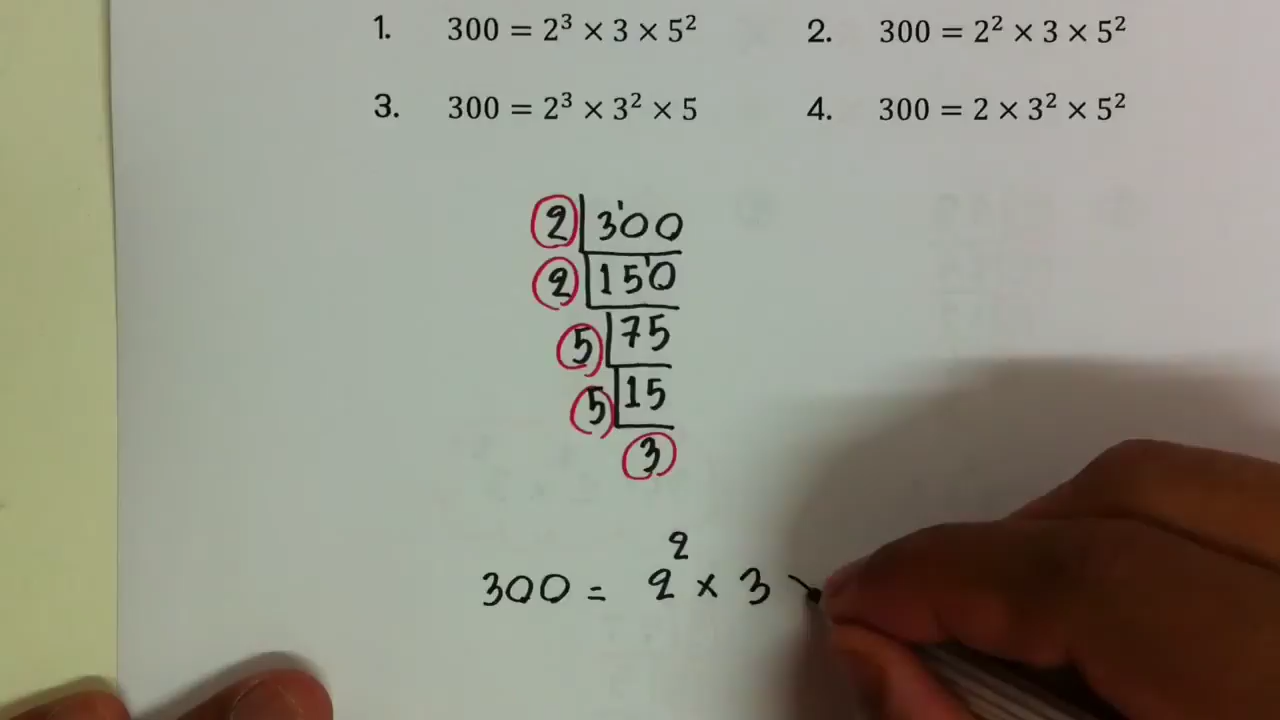 1. 300 = 2³ × 3 × 5² 2. 300 = 2² × 3 × 5²
3. 300 = 2³ × 3² × 5 4. 300 = 2 × 3² × 5²
2 300
2 150
5 75
5 15
3
300 = 2² × 3